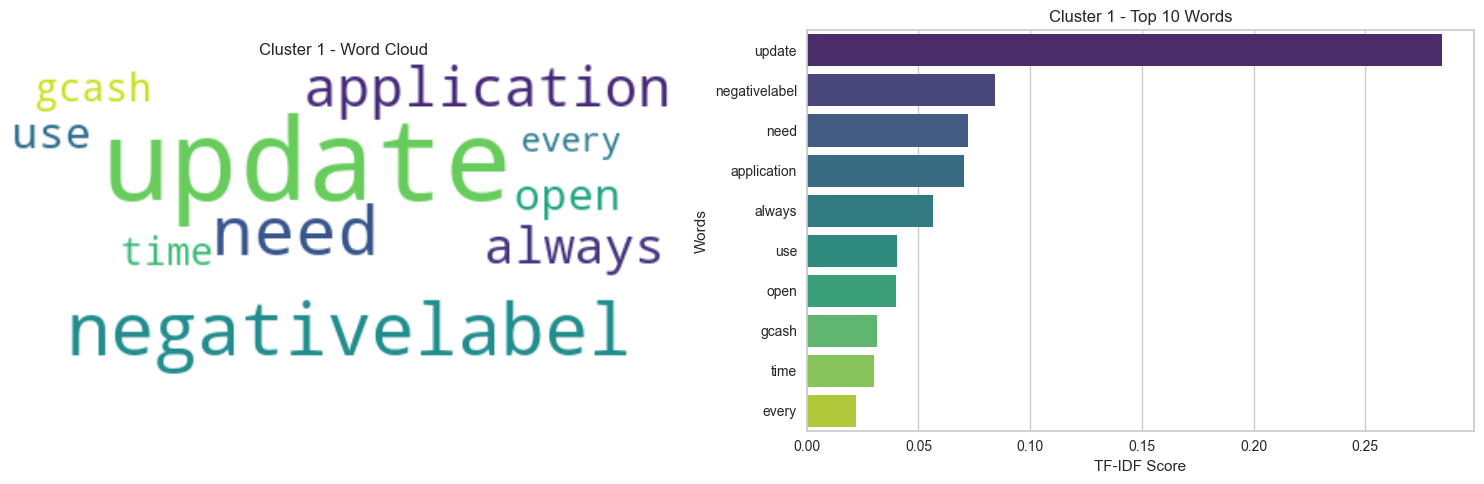 Cluster 1 - Word Cloud
gcash
application
use
update
every
open
need
time
always
negativelabel
Cluster 1 - Top 10 Words
Words
update
negativelabel
need
application
always
use
open
gcash
time
every
0.00 0.05 0.10 0.15 0.20 0.25
TF-IDF Score